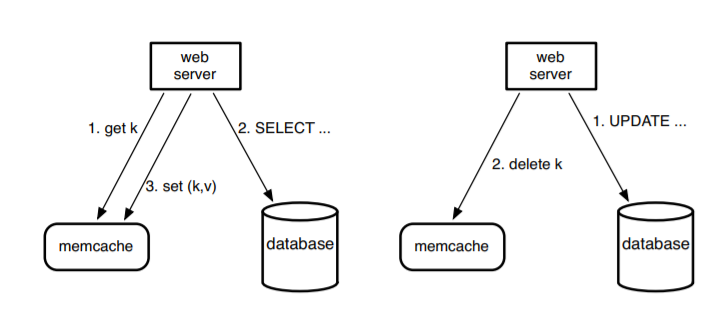 web
server
1. get k
2. SELECT ...
3. set (k,v)
memcache
database
web
server
1. UPDATE ...
2. delete k
memcache
database